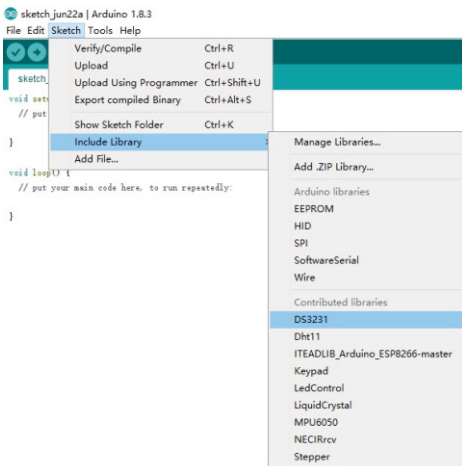 sketch_jun22a | Arduino 1.8.3
File Edit Sketch Tools Help
Verify/Compile Ctrl+R
Upload Ctrl+U
Upload Using Programmer Ctrl+Shift+U
Export compiled Binary Ctrl+Alt+S
Show Sketch Folder Ctrl+K
Include Library
Add File...
sketch_
void setu
// put
}
void loop() {
// put your main code here, to run repeatedly:
}
Manage Libraries...
Add .ZIP Library...
Arduino libraries
EEPROM
HID
SPI
SoftwareSerial
Wire
Contributed libraries
DS3231
Dht11
ITEADLIB_Arduino_ESP8266-master
Keypad
LedControl
LiquidCrystal
MPU6050
NECIRrcv
Stepper